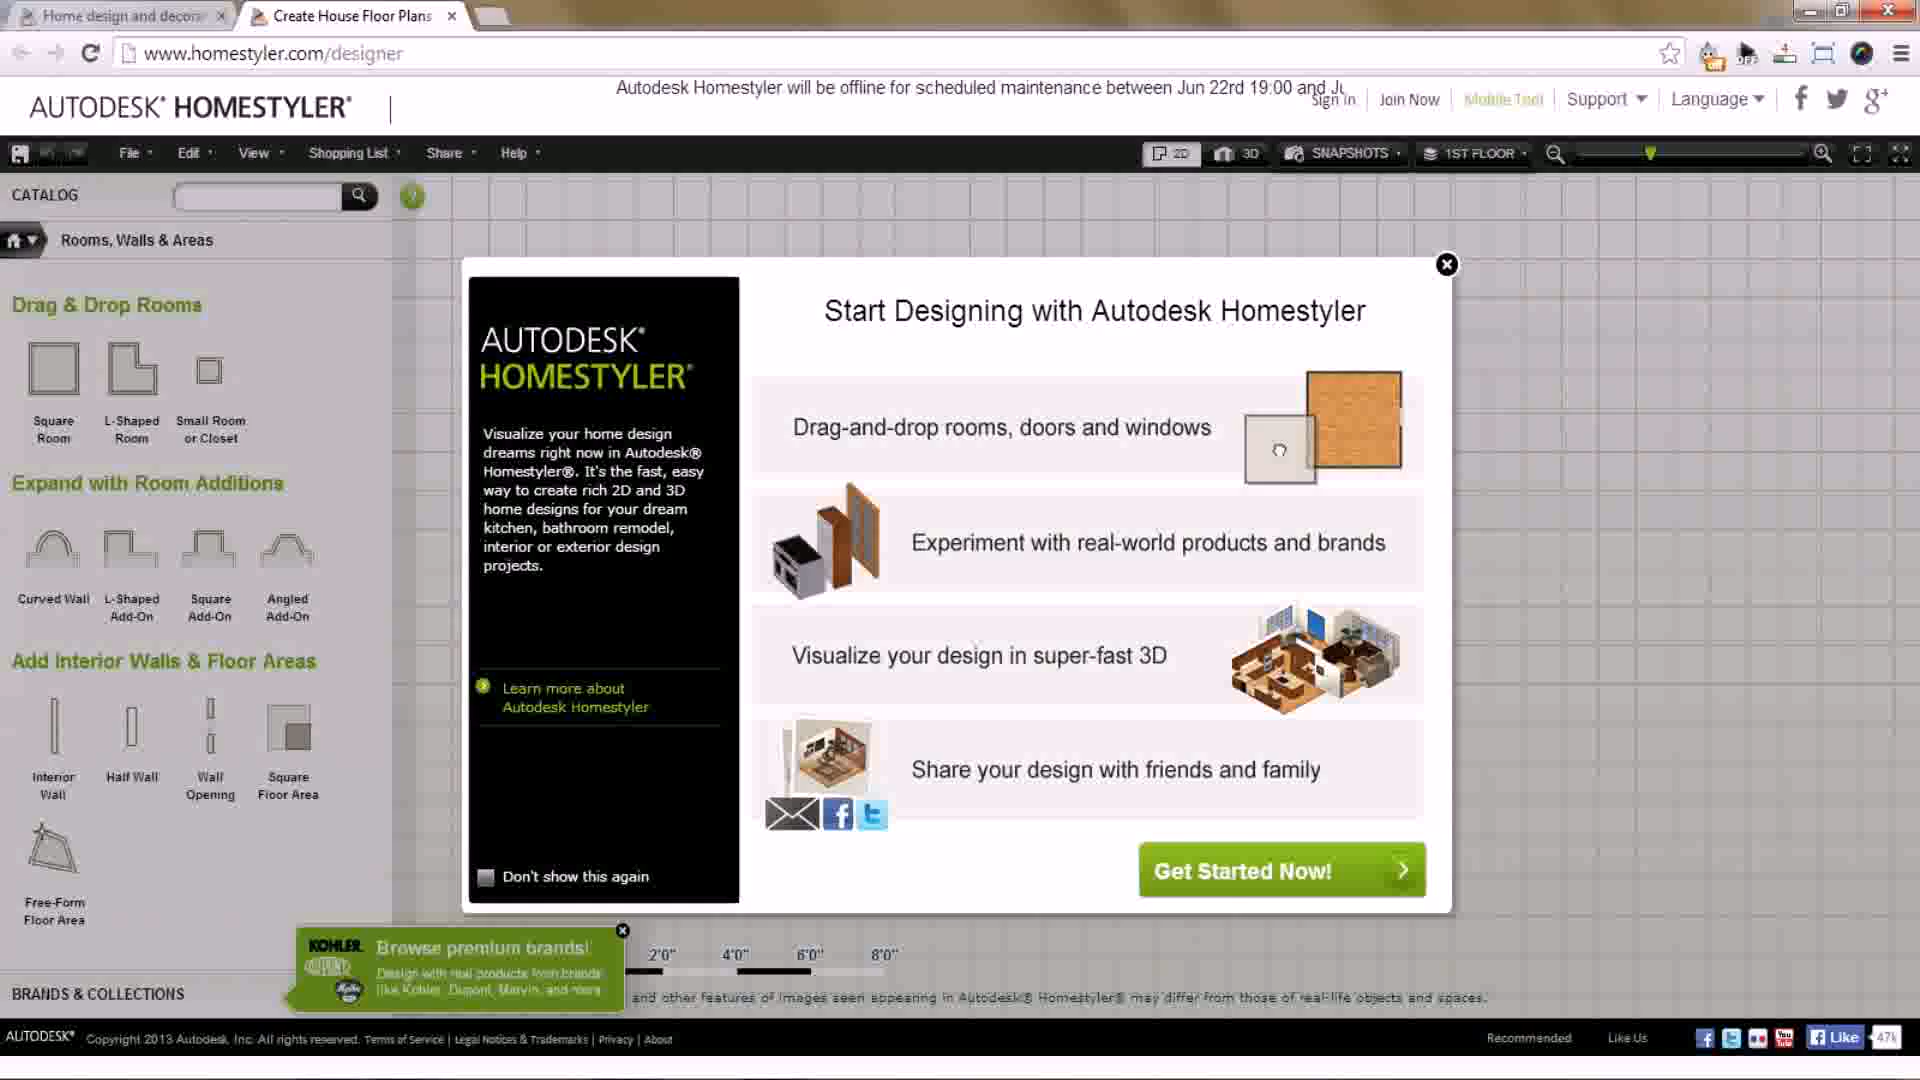 Home design and decora
Create House Floor Plans
www.homestyler.com/designer
Autodesk Homestyler will be offline for scheduled maintenance between Jun 22rd 19:00 and
AUTODESK® HOMESTYLER®
Sign In
Join Now
Mobile Tool
Support
Language
File
Edit
View
Shopping List
Share
Help
2D
3D
SNAPSHOTS
1ST FLOOR
CATALOG
Rooms, Walls & Areas
Drag & Drop Rooms
Square
Room
L-Shaped
Room
Small Room
or Closet
Expand with Room Additions
Curved Wall
L-Shaped
Add-On
Square
Add-On
Angled
Add-On
Add Interior Walls & Floor Areas
Interior
Wall
Half Wall
Wall
Opening
Square
Floor Area
Free-Form
Floor Area
BRANDS & COLLECTIONS
AUTODESK®
HOMESTYLER®
Visualize your home design
dreams right now in Autodesk®
Homestyler®. It's the fast, easy
way to create rich 2D and 3D
home designs for your dream
kitchen, bathroom remodel,
interior or exterior design
projects.
Learn more about
Autodesk Homestyler
Don't show this again
Start Designing with Autodesk Homestyler
Drag-and-drop rooms, doors and windows
Experiment with real-world products and brands
Visualize your design in super-fast 3D
Share your design with friends and family
Get Started Now!
KOHLER
Browse premium brands!
Design with real products from brands
like Kohler, Dupont, Marvin, and more
2'0" 4'0" 6'0" 8'0"
and other features of images seen appearing in Autodesk® Homestyler® may differ from those of real-life objects and spaces.
AUTODESK® Copyright 2013 Autodesk, Inc. All rights reserved. Terms of Service | Legal Notices & Trademarks | Privacy | About
Recommended
Like Us
Like
47k